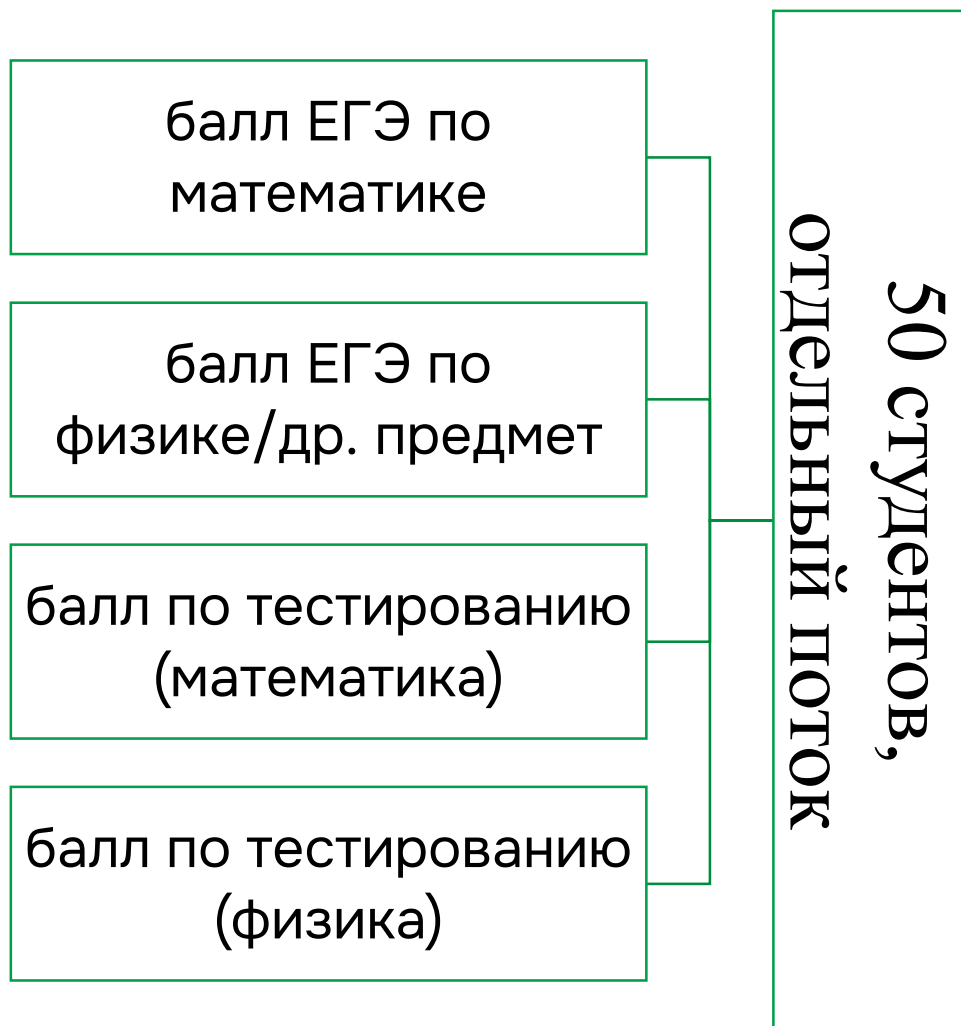 балл ЕГЭ по
математике
балл ЕГЭ по
физике/др. предмет
балл по тестированию
(математика)
балл по тестированию
(физика)
50 студентов,
отдельный поток